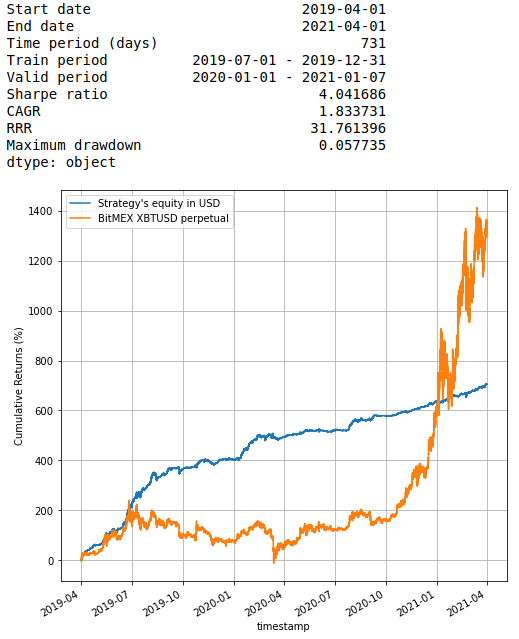 Start date 2019-04-01
End date 2021-04-01
Time period (days) 731
Train period 2019-07-01 - 2019-12-31
Valid period 2020-01-01 - 2021-01-07
Sharpe ratio 4.041686
CAGR 1.833731
RRR 31.761396
Maximum drawdown 0.057735
dtype: object
Strategy's equity in USD
BitMEX XBTUSD perpetual
Cumulative Returns (%)
1400
1200
1000
800
600
400
200
0
2019-04
2019-07
2019-10
2020-01
2020-04
2020-07
2020-10
2021-01
2021-04
timestamp